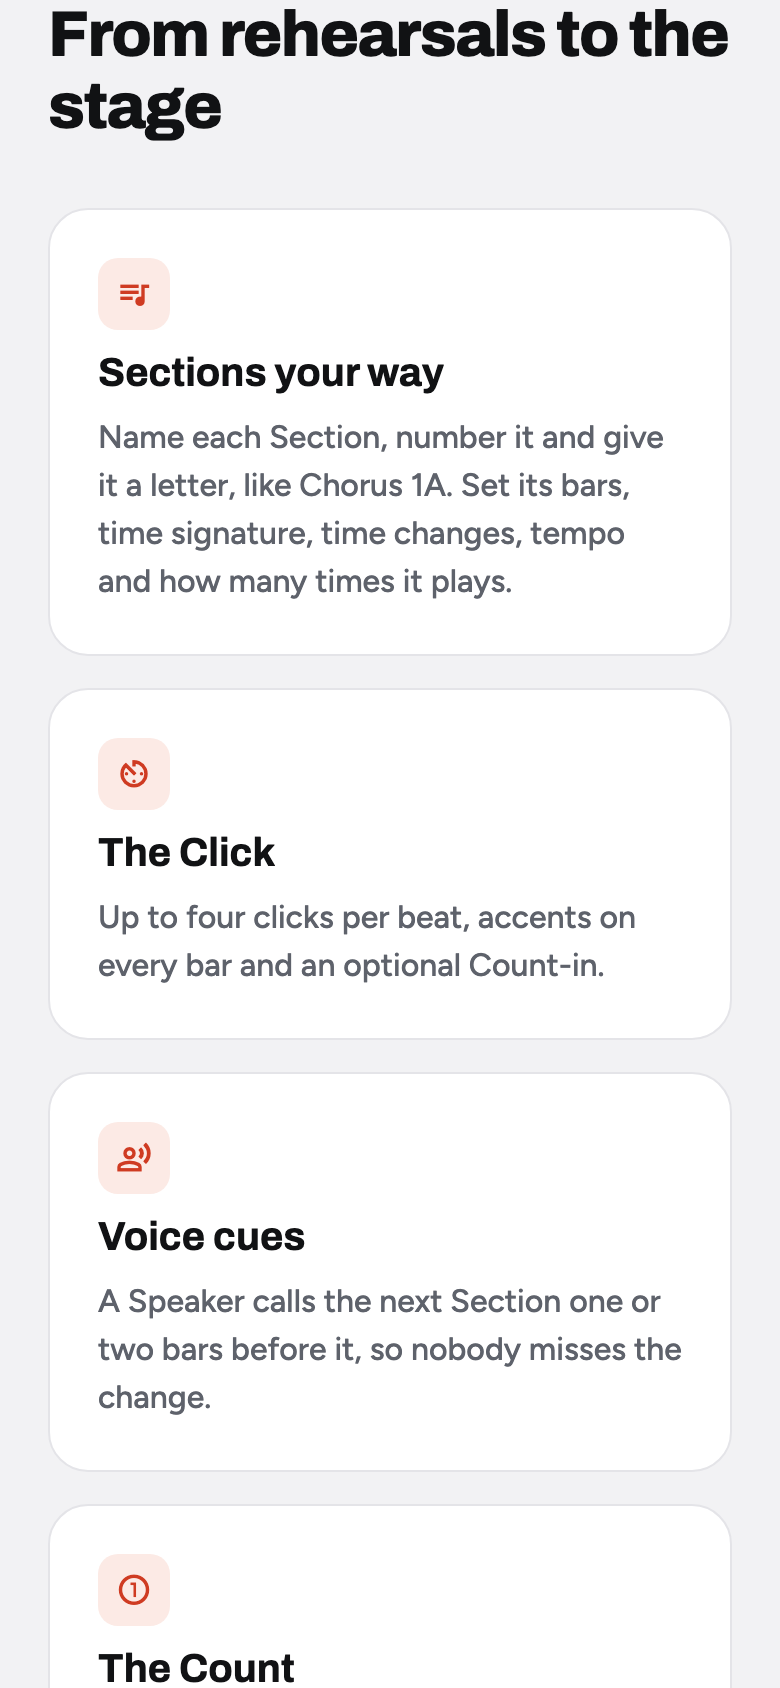 From rehearsals to the
stage
Sections your way
Name each Section, number it and give
it a letter, like Chorus 1A. Set its bars,
time signature, time changes, tempo
and how many times it plays.
The Click
Up to four clicks per beat, accents on
every bar and an optional Count-in.
Voice cues
A Speaker calls the next Section one or
two bars before it, so nobody misses the
change.
1
The Count